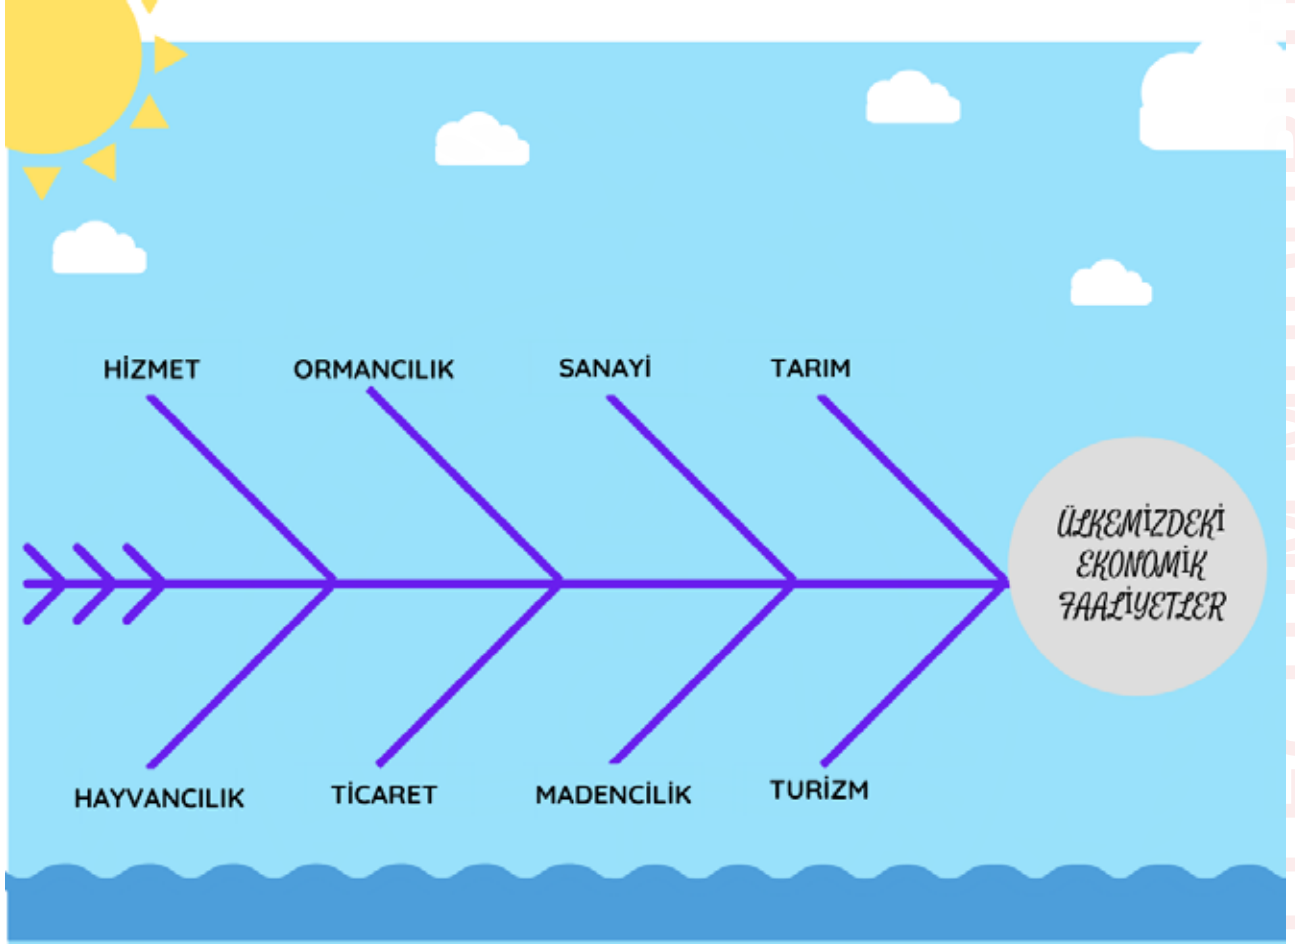 HİZMET
ORMANCILIK
SANAYİ
TARIM
ÜLKEMİZDEKİ
EKONOMİK
FAALİYETLER
HAYVANCILIK
TİCARET
MADENCİLİK
TURİZM